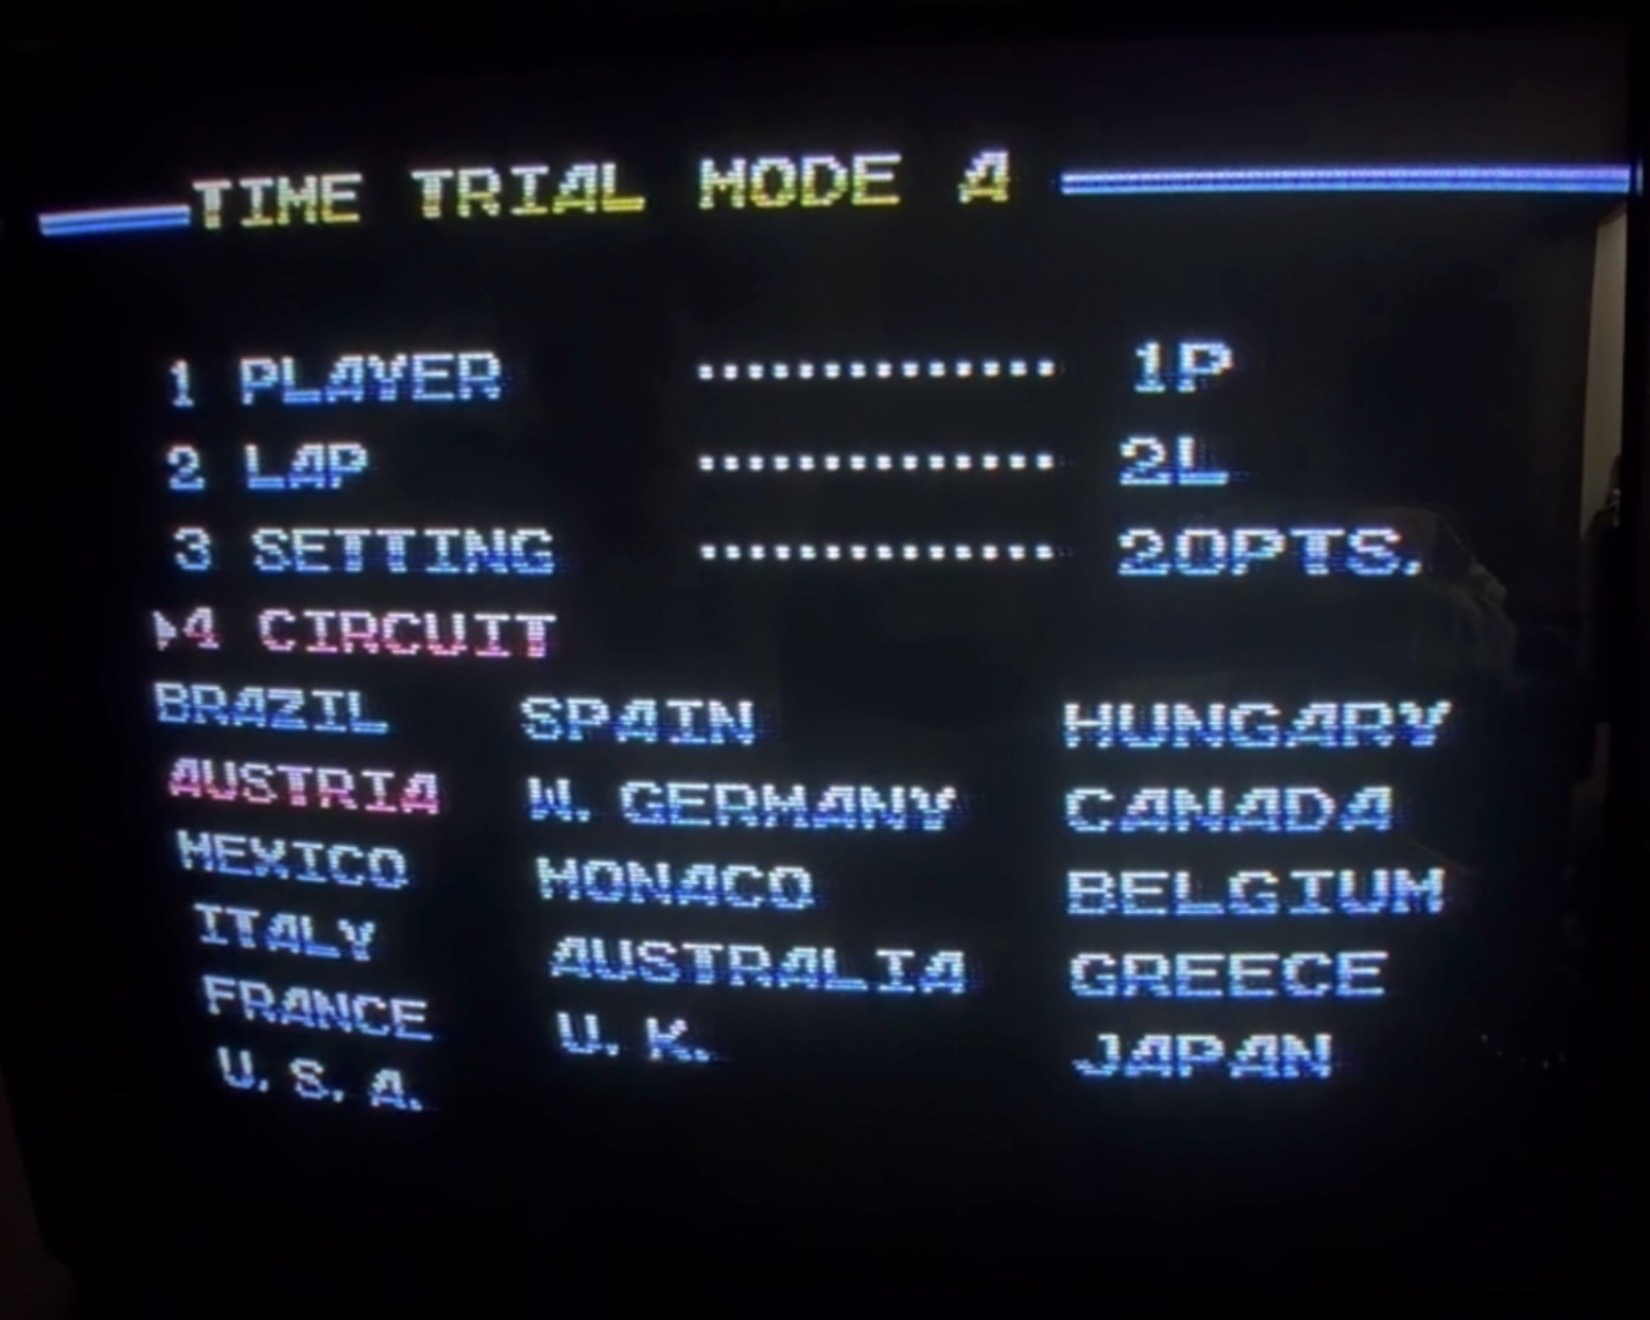 TIME TRIAL MODE A
1 PLAYER .............. 1P
2 LAP .............. 2L
3 SETTING .............. 20PTS.
▶4 CIRCUIT
BRAZIL SPAIN HUNGARY
AUSTRIA W. GERMANY CANADA
MEXICO MONACO BELGIUM
ITALY AUSTRALIA GREECE
FRANCE U. K. JAPAN
U. S. A.